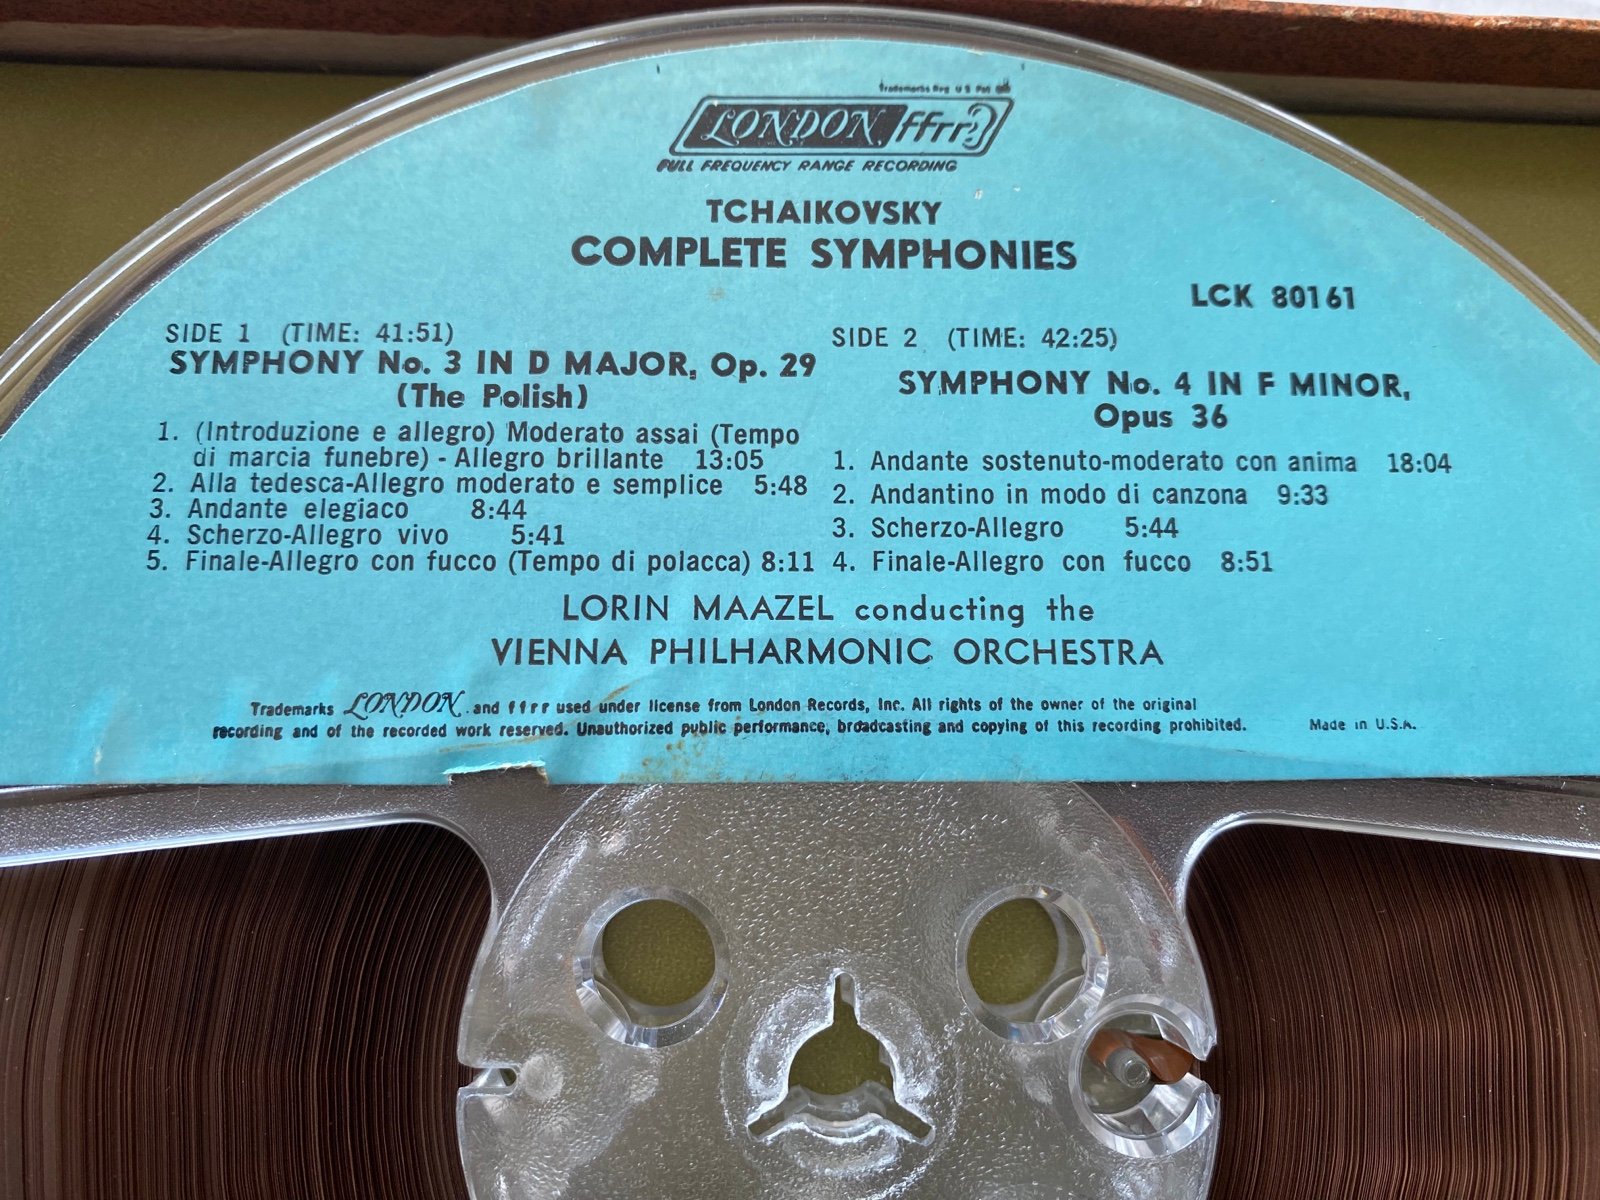 Trademarks Reg U S Pat
LONDON ffrr
FULL FREQUENCY RANGE RECORDING
TCHAIKOVSKY
COMPLETE SYMPHONIES
LCK 80161
SIDE 1 (TIME: 41:51)
SYMPHONY No. 3 IN D MAJOR, Op. 29
(The Polish)
1. (Introduzione e allegro) Moderato assai (Tempo
di marcia funebre) - Allegro brillante 13:05
2. Alla tedesca-Allegro moderato e semplice 5:48
3. Andante elegiaco 8:44
4. Scherzo-Allegro vivo 5:41
5. Finale-Allegro con fucco (Tempo di polacca) 8:11
SIDE 2 (TIME: 42:25)
SYMPHONY No. 4 IN F MINOR,
Opus 36
1. Andante sostenuto-moderato con anima 18:04
2. Andantino in modo di canzona 9:33
3. Scherzo-Allegro 5:44
4. Finale-Allegro con fucco 8:51
LORIN MAAZEL conducting the
VIENNA PHILHARMONIC ORCHESTRA
Trademarks LONDON and ffrr used under license from London Records, Inc. All rights of the owner of the original
recording and of the recorded work reserved. Unauthorized public performance, broadcasting and copying of this recording prohibited. Made in U.S.A.